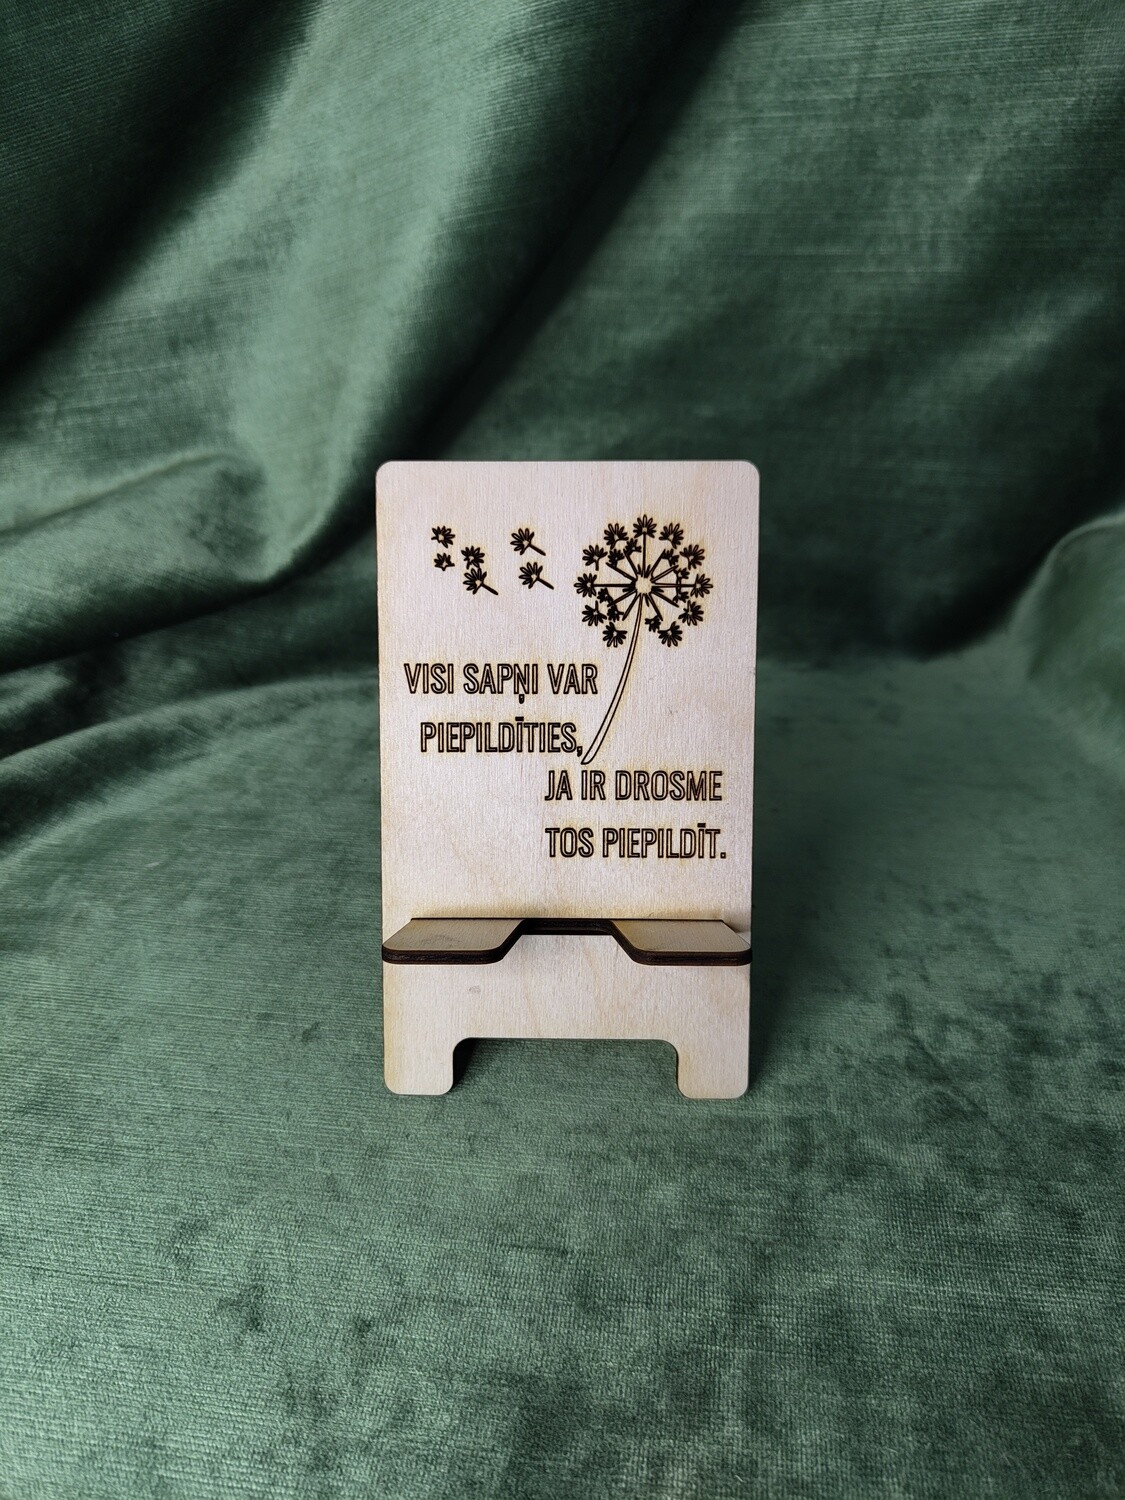 VISI SAPŅI VAR
PIEPILDĪTIES,
JA IR DROSME
TOS PIEPILDĪT.